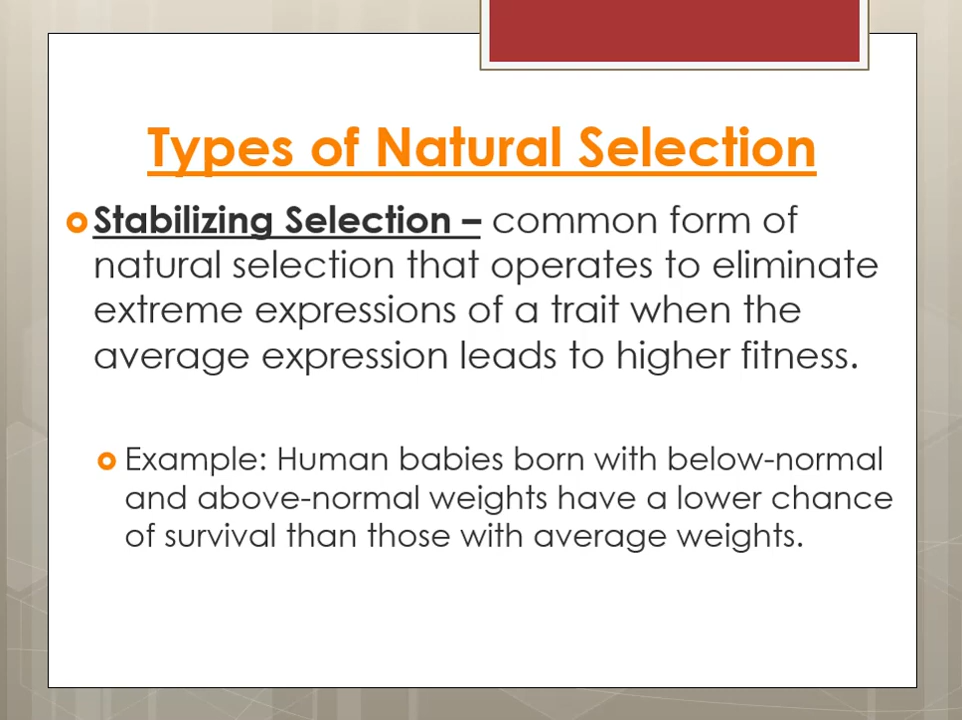 Types of Natural Selection
Stabilizing Selection – common form of
natural selection that operates to eliminate
extreme expressions of a trait when the
average expression leads to higher fitness.
Example: Human babies born with below-normal
and above-normal weights have a lower chance
of survival than those with average weights.